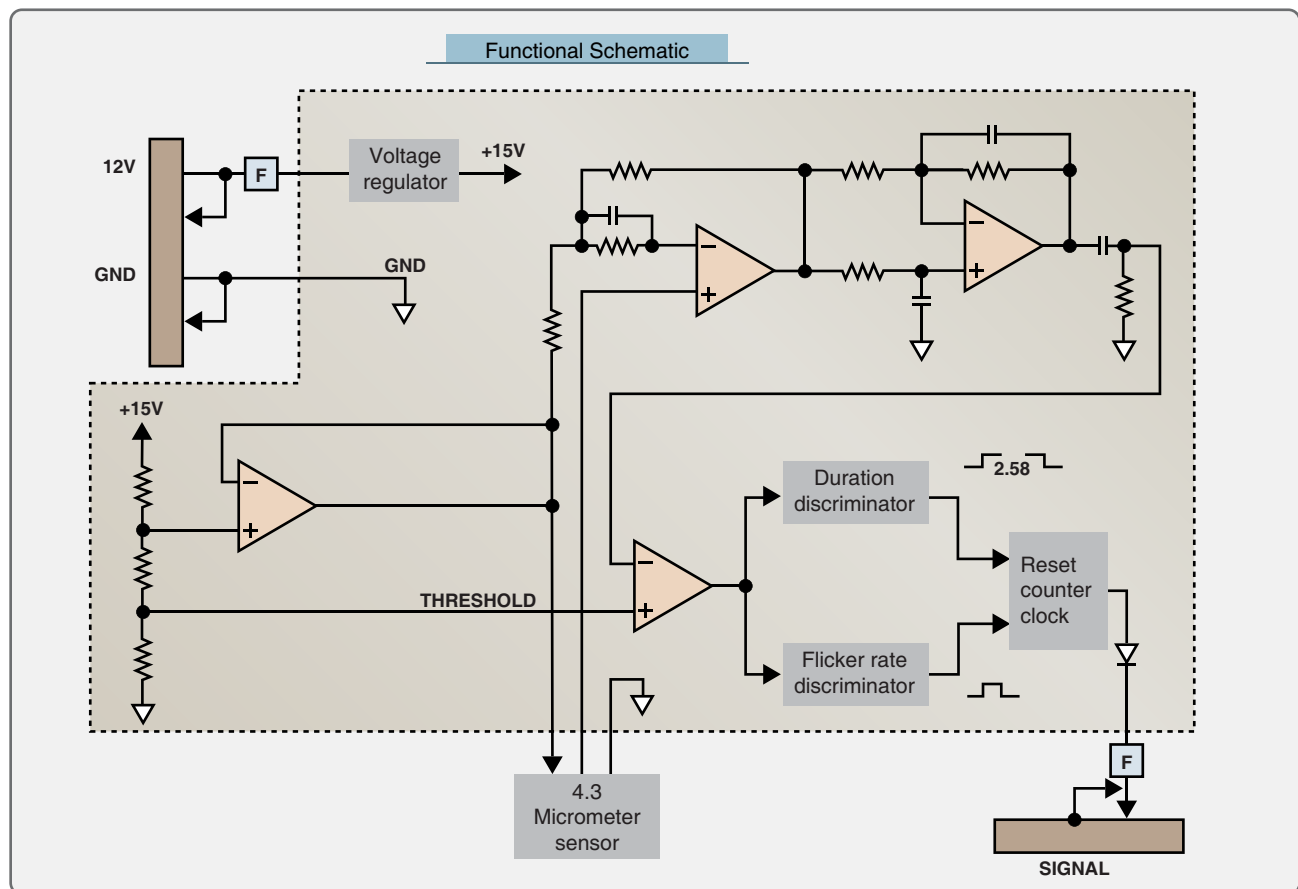 Functional Schematic
12V
F
Voltage
regulator
+15V
GND
GND
+15V
−
+
−
+
−
+
THRESHOLD
−
+
Duration
discriminator
2.58
Reset
counter
clock
Flicker rate
discriminator
4.3
Micrometer
sensor
F
SIGNAL